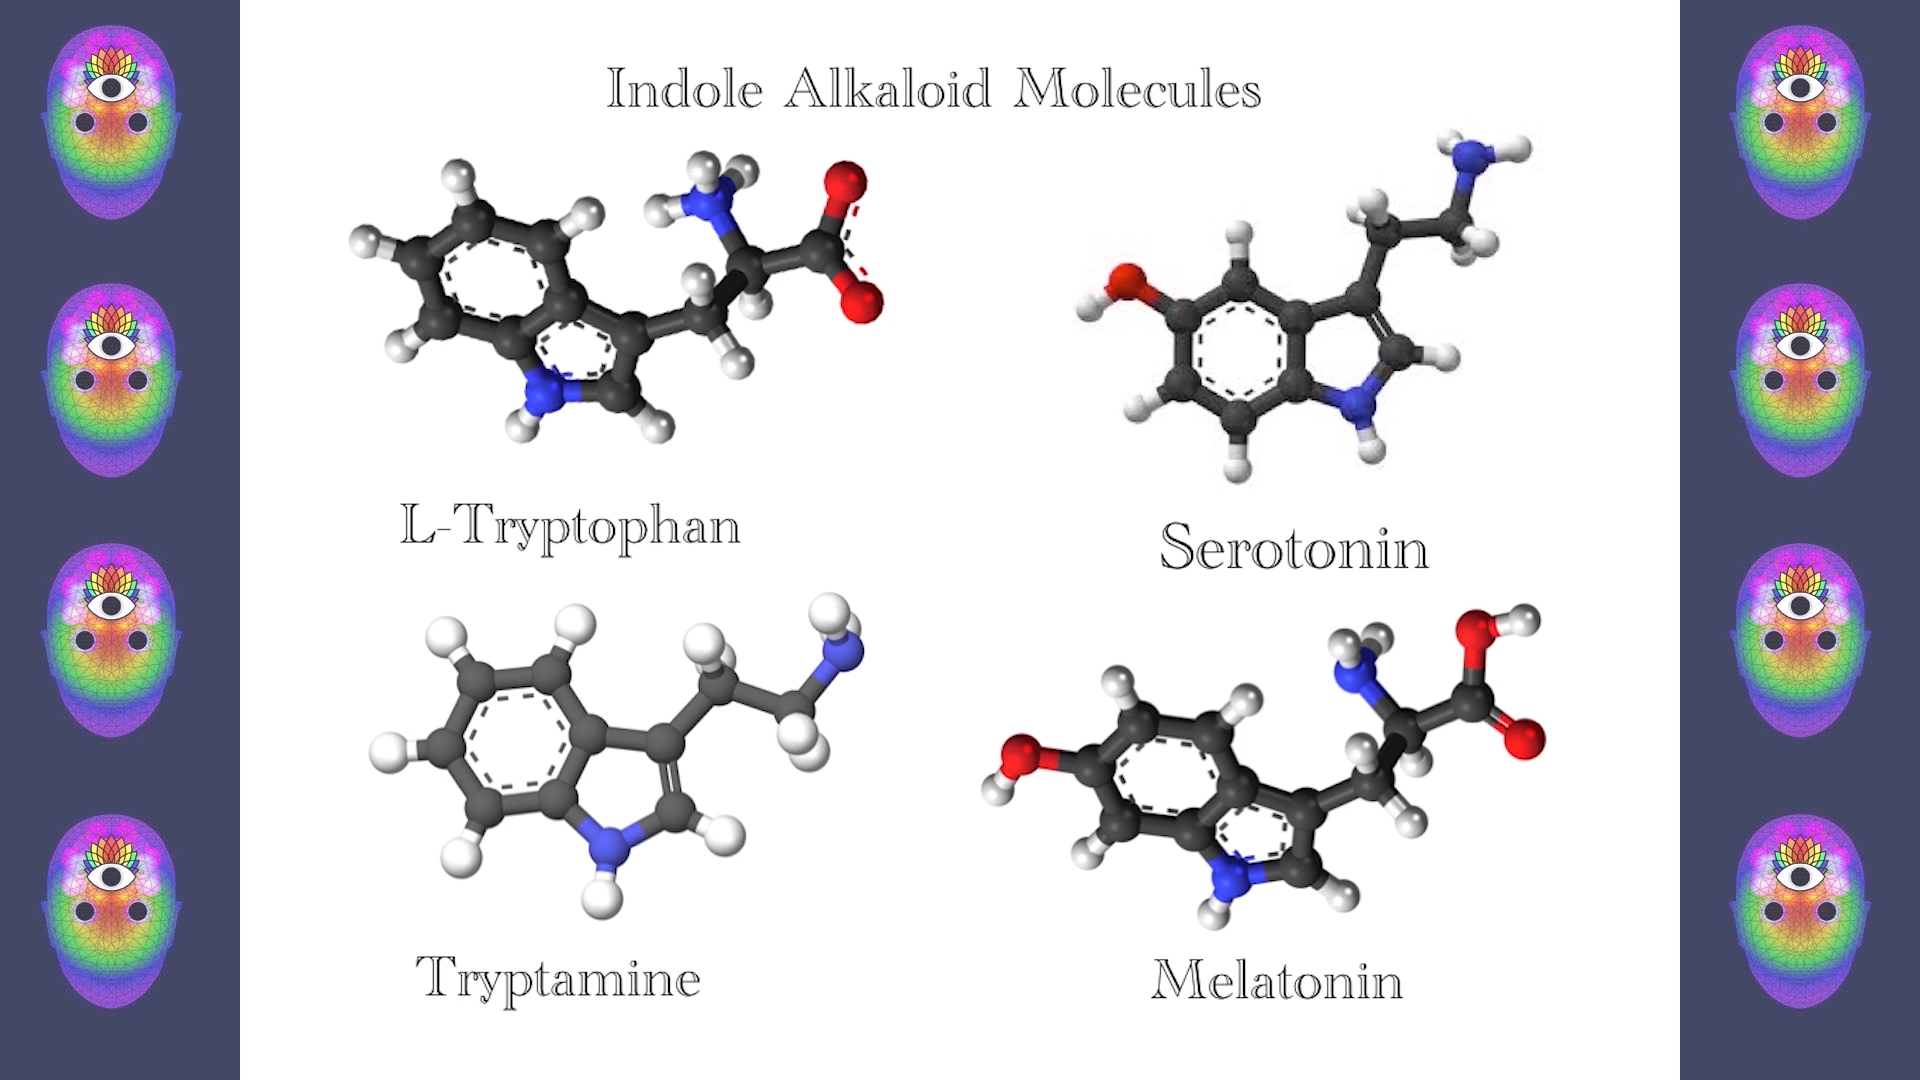 Indole Alkaloid Molecules
L-Tryptophan
Serotonin
Tryptamine
Melatonin